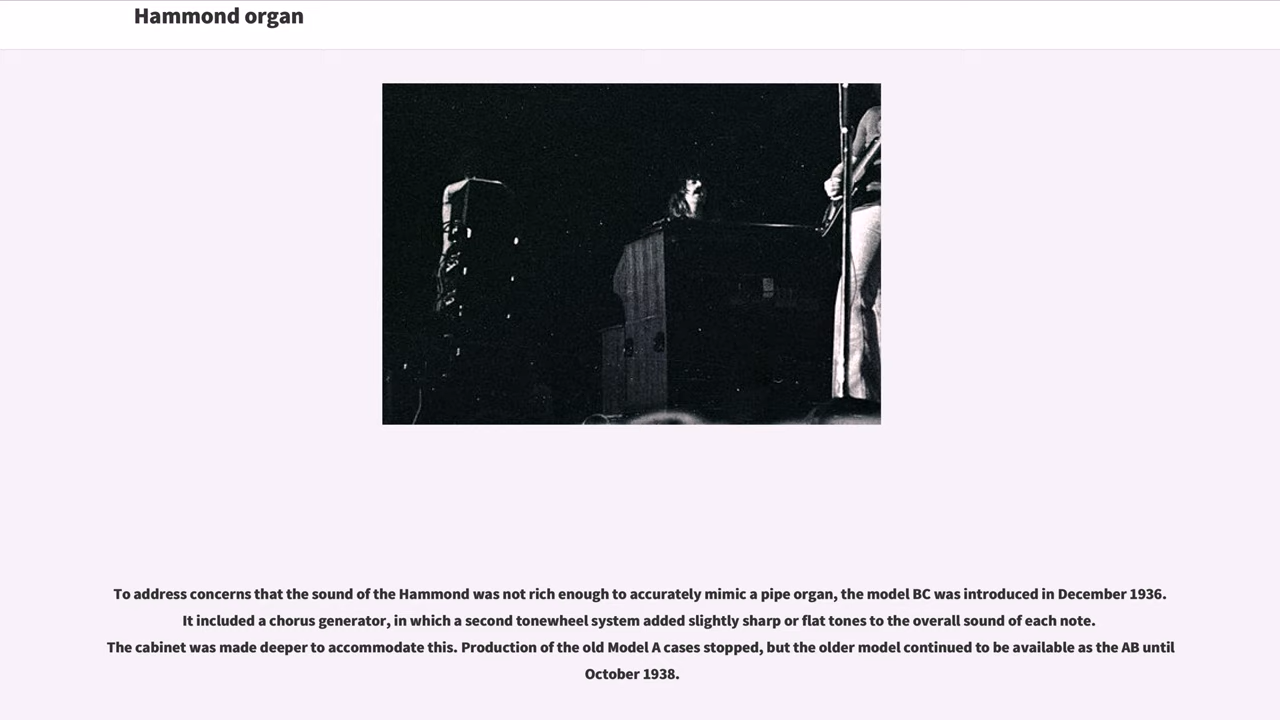 Hammond organ
To address concerns that the sound of the Hammond was not rich enough to accurately mimic a pipe organ, the model BC was introduced in December 1936.
It included a chorus generator, in which a second tonewheel system added slightly sharp or flat tones to the overall sound of each note.
The cabinet was made deeper to accommodate this. Production of the old Model A cases stopped, but the older model continued to be available as the AB until
October 1938.